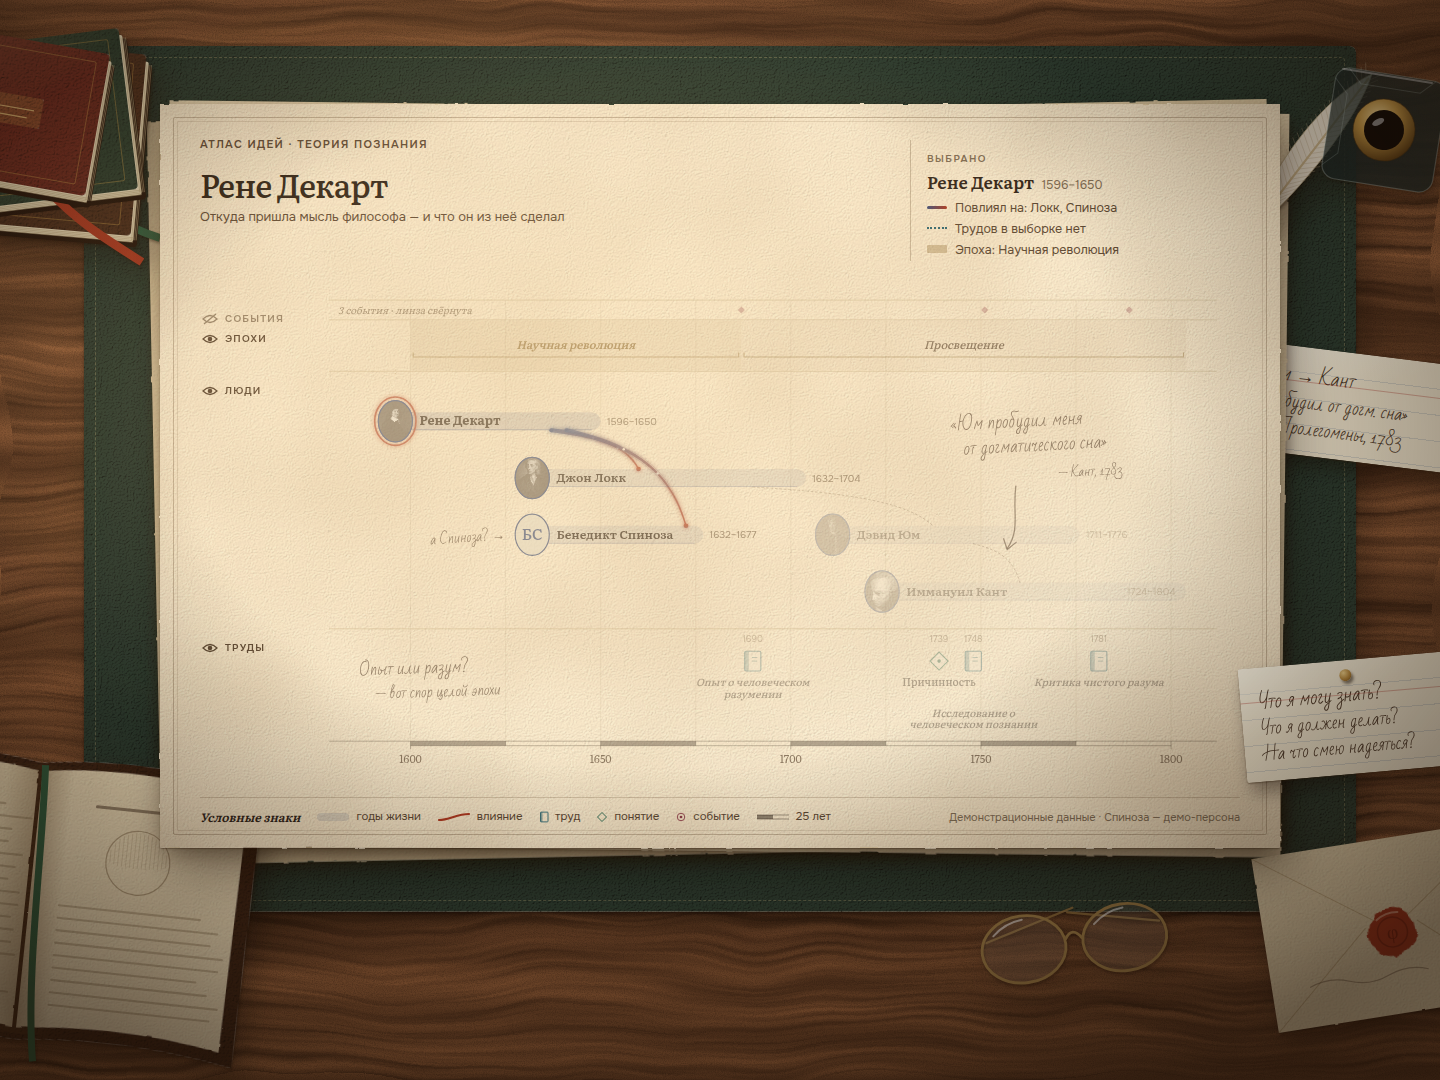 АТЛАС ИДЕЙ · ТЕОРИЯ ПОЗНАНИЯ
Рене Декарт
Откуда пришла мысль философа — и что он из неё сделал
ВЫБРАНО
Рене Декарт 1596–1650
Повлиял на: Локк, Спиноза
Трудов в выборке нет
Эпоха: Научная революция
СОБЫТИЯ
3 события · линза свёрнута
ЭПОХИ
Научная революция
Просвещение
ЛЮДИ
Рене Декарт
1596–1650
Джон Локк
1632–1704
а Спиноза? →
БС
Бенедикт Спиноза
1632–1677
Дэвид Юм
1711–1776
Иммануил Кант
1724–1804
«Юм пробудил меня
от догматического сна»
— Кант, 1783
ТРУДЫ
Опыт или разум?
— вот спор целой эпохи
1690
Опыт о человеческом
разумении
1739
Причинность
1748
Исследование о
человеческом познании
1781
Критика чистого разума
1600
1650
1700
1750
1800
Условные знаки
годы жизни
влияние
труд
понятие
событие
25 лет
Демонстрационные данные · Спиноза — демо-персона
→ Кант
будил от догм. сна»
Пролегомены, 1783
Что я могу знать?
Что я должен делать?
На что смею надеяться?